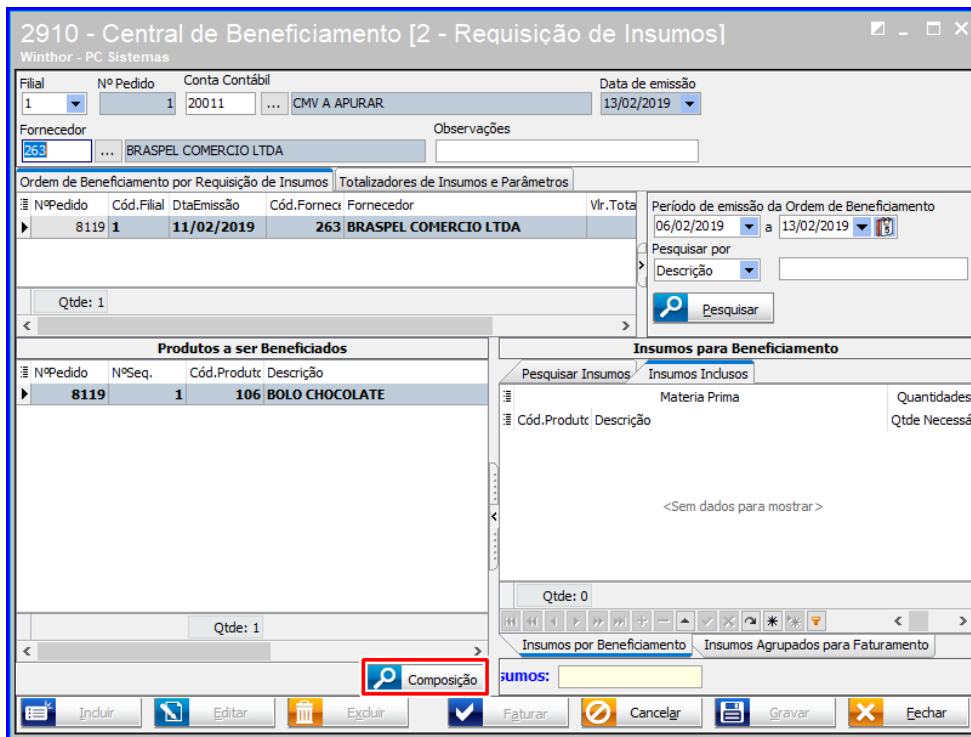 2910 - Central de Beneficiamento [2 - Requisição de Insumos]
Winthor - PC Sistemas
Filial Nº Pedido Conta Contábil Data de emissão
1 1 20011 ... CMV A APURAR 13/02/2019
Fornecedor Observações
263 ... BRASPEL COMERCIO LTDA
Ordem de Beneficiamento por Requisição de Insumos Totalizadores de Insumos e Parâmetros
NºPedido Cód.Filial DtaEmissão Cód.Fornece Fornecedor Vlr.Tota
8119 1 11/02/2019 263 BRASPEL COMERCIO LTDA
Qtde: 1
Período de emissão da Ordem de Beneficiamento
06/02/2019 a 13/02/2019
Pesquisar por
Descrição
Pesquisar
Produtos a ser Beneficiados
NºPedido NºSeq. Cód.Produto Descrição
8119 1 106 BOLO CHOCOLATE
Qtde: 1
Composição
Insumos para Beneficiamento
Pesquisar Insumos Insumos Inclusos
Materia Prima Quantidades
Cód.Produto Descrição Qtde Necessá
<Sem dados para mostrar>
Qtde: 0
Insumos por Beneficiamento Insumos Agrupados para Faturamento
sumos:
Incluir Editar Excluir Faturar Cancelar Gravar Fechar